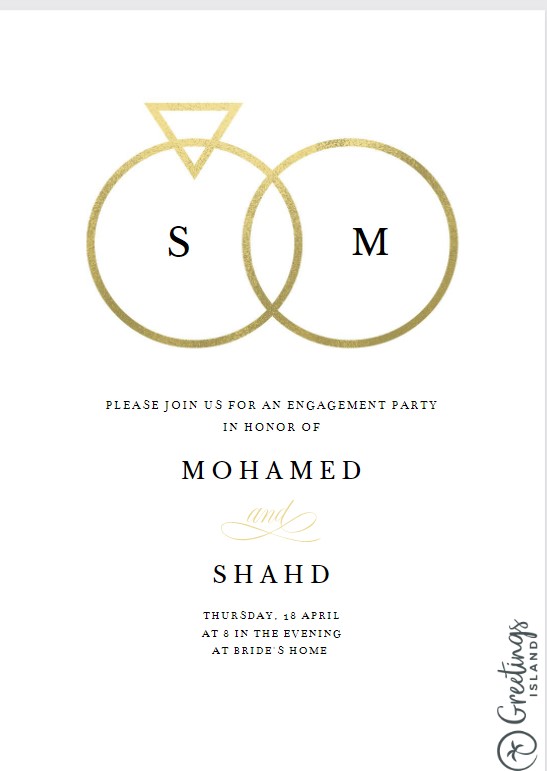 S
M
PLEASE JOIN US FOR AN ENGAGEMENT PARTY
IN HONOR OF
MOHAMED
and
SHAHD
THURSDAY, 18 APRIL
AT 8 IN THE EVENING
AT BRIDE'S HOME
Greetings
ISLAND